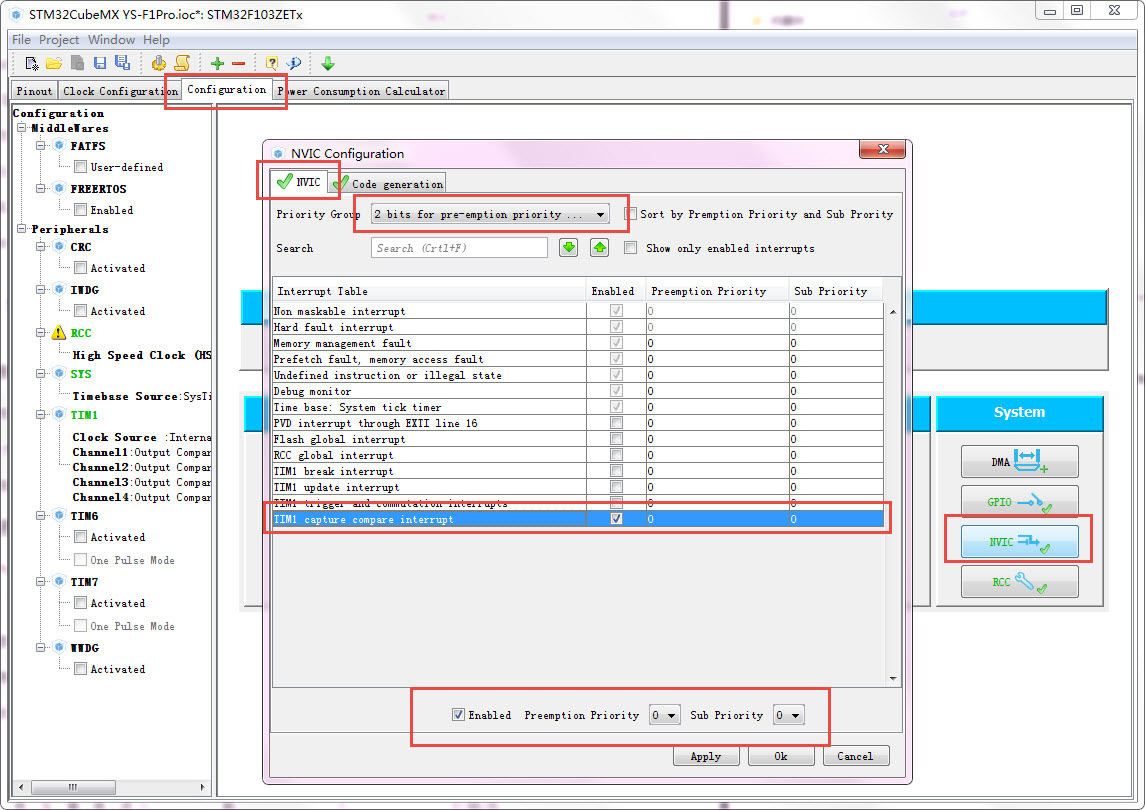 STM32CubeMX YS-F1Pro.ioc*: STM32F103ZETx
File Project Window Help
Pinout Clock Configuration Configuration Power Consumption Calculator
Configuration
MiddleWares
FATFS
User-defined
FREERTOS
Enabled
Peripherals
CRC
Activated
IWDG
Activated
RCC
High Speed Clock (HS
SYS
Timebase Source:SysTi
TIM1
Clock Source :Interna
Channel1:Output Compar
Channel2:Output Compar
Channel3:Output Compar
Channel4:Output Compar
TIM6
Activated
One Pulse Mode
TIM7
Activated
One Pulse Mode
WWDG
Activated
NVIC Configuration
NVIC Code generation
Priority Group 2 bits for pre-emption priority ... Sort by Premption Priority and Sub Prority
Search Search (Crtl+F) Show only enabled interrupts
Interrupt Table Enabled Preemption Priority Sub Priority
Non maskable interrupt 0 0
Hard fault interrupt 0 0
Memory management fault 0 0
Prefetch fault, memory access fault 0 0
Undefined instruction or illegal state 0 0
Debug monitor 0 0
Time base: System tick timer 0 0
PVD interrupt through EXTI line 16 0 0
Flash global interrupt 0 0
RCC global interrupt 0 0
TIM1 break interrupt 0 0
TIM1 update interrupt 0 0
TIM1 trigger and commutation interrupts 0 0
TIM1 capture compare interrupt 0 0
Enabled Preemption Priority 0 Sub Priority 0
Apply Ok Cancel
System
DMA
GPIO
NVIC
RCC